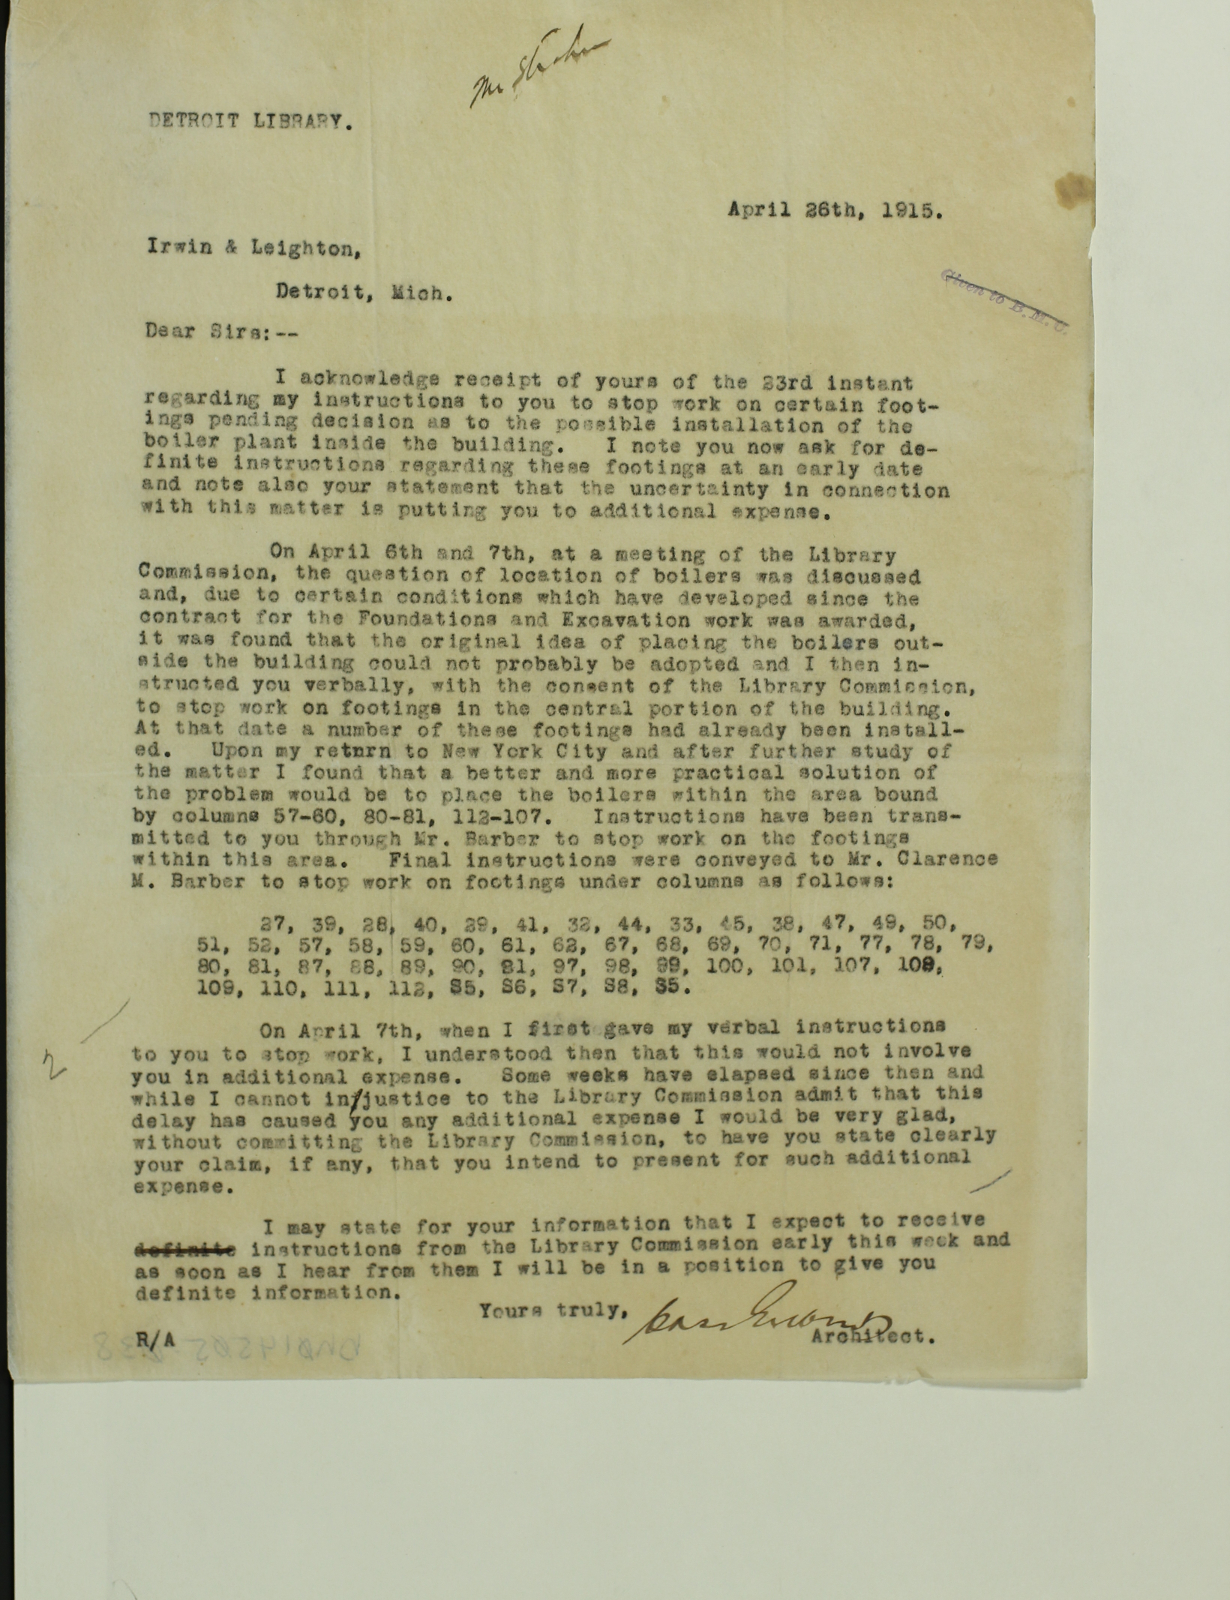 Mr
DETROIT LIBRARY.
April 26th, 1915.
Irwin & Leighton,
Detroit, Mich.
Given to B. M. C.
Dear Sirs:--
I acknowledge receipt of yours of the 23rd instant
regarding my instructions to you to stop work on certain foot-
ings pending decision as to the possible installation of the
boiler plant inside the building. I note you now ask for de-
finite instructions regarding these footings at an early date
and note also your statement that the uncertainty in connection
with this matter is putting you to additional expense.
On April 6th and 7th, at a meeting of the Library
Commission, the question of location of boilers was discussed
and, due to certain conditions which have developed since the
contract for the Foundations and Excavation work was awarded,
it was found that the original idea of placing the boilers out-
side the building could not probably be adopted and I then in-
structed you verbally, with the consent of the Library Commission,
to stop work on footings in the central portion of the building.
At that date a number of these footings had already been install-
ed. Upon my return to New York City and after further study of
the matter I found that a better and more practical solution of
the problem would be to place the boilers within the area bound
by columns 57-60, 80-81, 112-107. Instructions have been trans-
mitted to you through Mr. Barber to stop work on the footings
within this area. Final instructions were conveyed to Mr. Clarence
M. Barber to stop work on footings under columns as follows:
27, 39, 28, 40, 29, 41, 32, 44, 33, 45, 38, 47, 49, 50,
51, 52, 57, 58, 59, 60, 61, 62, 67, 68, 69, 70, 71, 77, 78, 79,
80, 81, 87, 88, 89, 90, 91, 97, 98, 99, 100, 101, 107, 108,
109, 110, 111, 112, S5, S6, S7, S8, S5.
On April 7th, when I first gave my verbal instructions
to you to stop work, I understood then that this would not involve
2
you in additional expense. Some weeks have elapsed since then and
while I cannot in/justice to the Library Commission admit that this
delay has caused you any additional expense I would be very glad,
without committing the Library Commission, to have you state clearly
your claim, if any, that you intend to present for such additional
expense.
I may state for your information that I expect to receive
definite instructions from the Library Commission early this week and
as soon as I hear from them I will be in a position to give you
definite information.
Yours truly,
Cass Gilbert
R/A Architect.